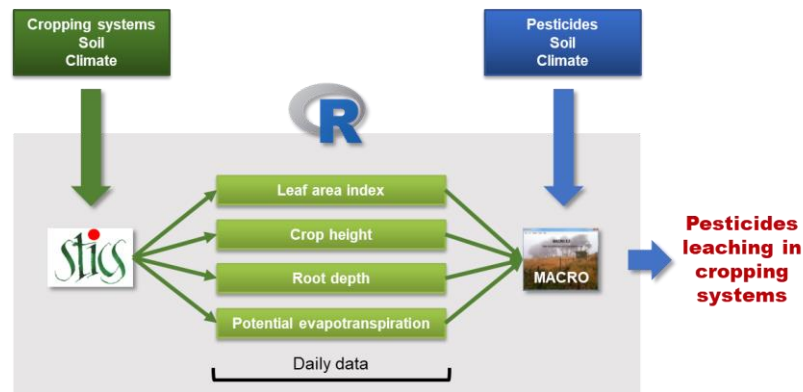 Cropping systems
Soil
Climate
Pesticides
Soil
Climate
R
Leaf area index
Crop height
Root depth
Potential evapotranspiration
stics
MACRO
Pesticides
leaching in
cropping
systems
Daily data